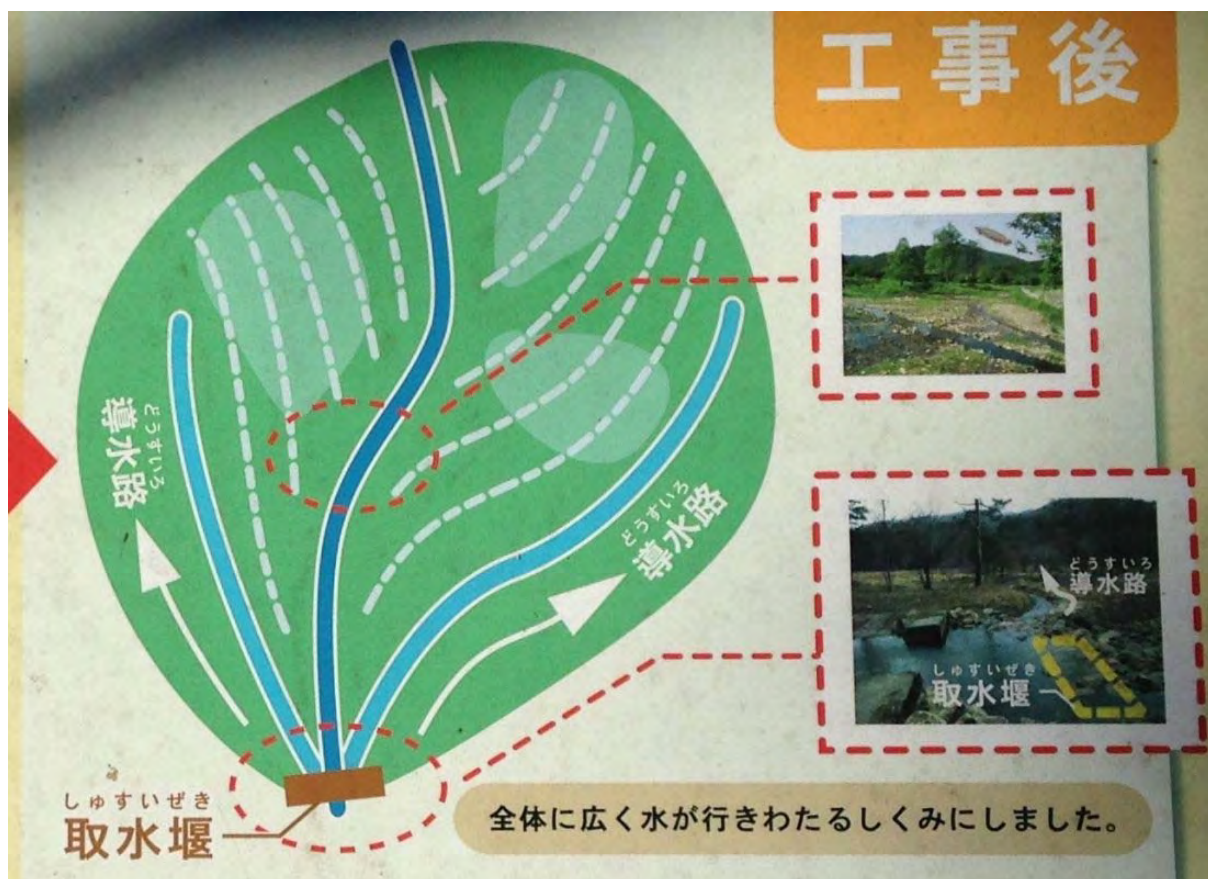 工事後
どうすいろ
導水路
どうすいろ
導水路
どうすいろ
導水路
しゅすいぜき
取水堰
しゅすいぜき
取水堰
全体に広く水が行きわたるしくみにしました。